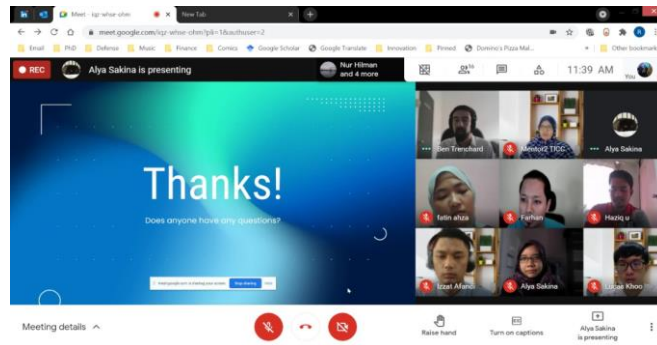 Meet - iqz-whse-ohm
New Tab
meet.google.com/iqz-whse-ohm?pli=1&authuser=2
Email
PhD
Defense
Music
Finance
Comics
Google Scholar
Google Translate
Innovation
Pinned
Domino's Pizza Mal...
Other bookmark
REC
Alya Sakina is presenting
Nur Hilman
and 4 more
16
11:39 AM
You
Thanks!
Does anyone have any questions?
Stop sharing
Hide
Ben Trenchard
Mentor2 TICC
Alya Sakina
fatin ahza
Farhan
Haziq u
Izzat Afandi
Alya Sakina
Lucas Khoo
Meeting details
Raise hand
Turn on captions
Alya Sakina
is presenting